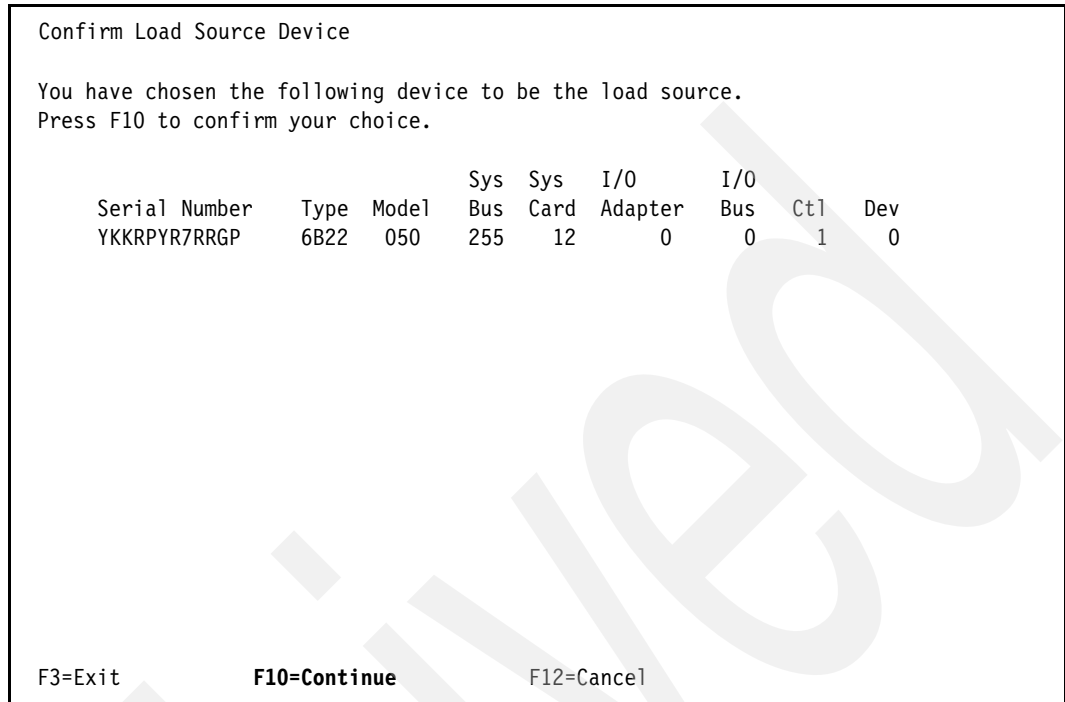 Confirm Load Source Device
You have chosen the following device to be the load source.
Press F10 to confirm your choice.
Sys Sys I/O I/O
Serial Number Type Model Bus Card Adapter Bus Ctl Dev
YKKRPYR7RRGP 6B22 050 255 12 0 0 1 0
F3=Exit F10=Continue F12=Cancel
ived